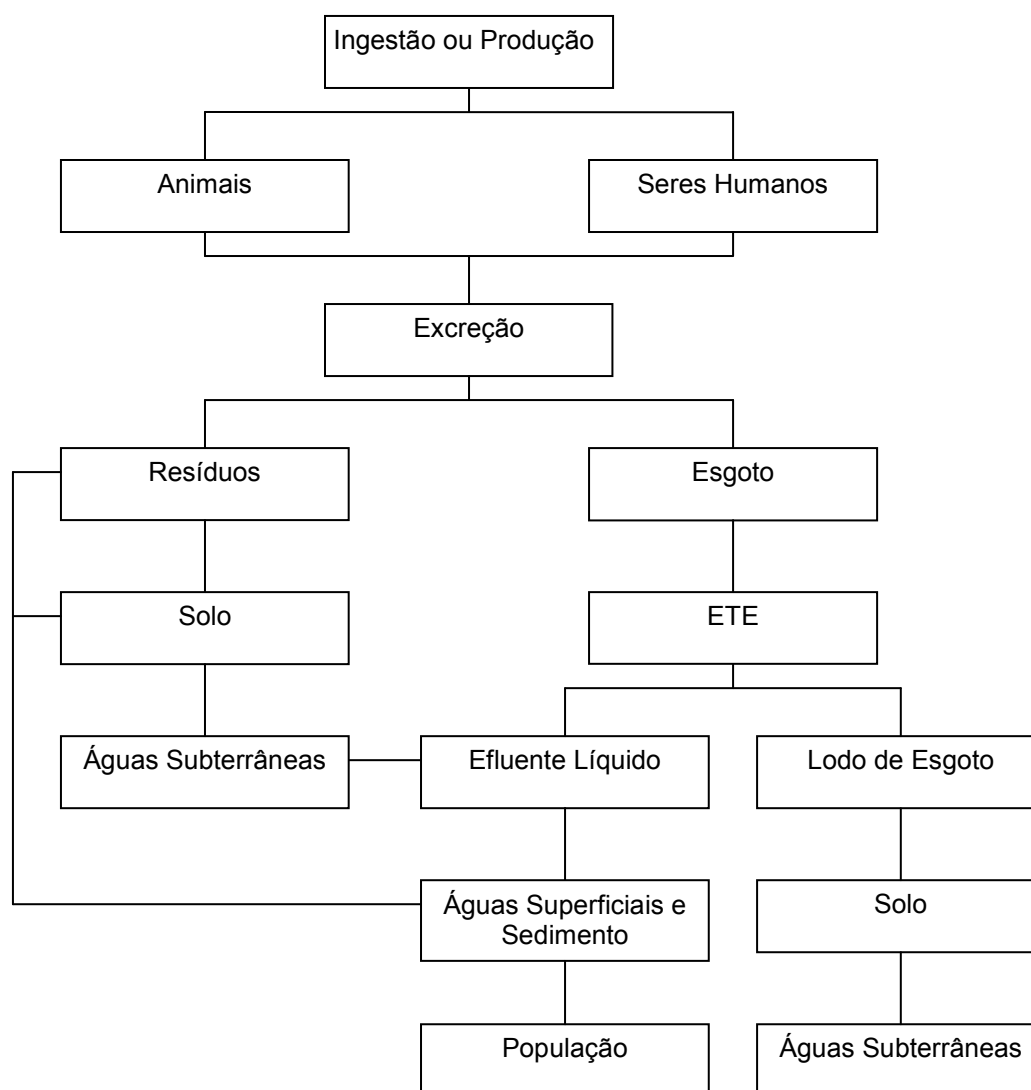 Ingestão ou Produção
Animais
Seres Humanos
Excreção
Resíduos
Esgoto
Solo
ETE
Águas Subterrâneas
Efluente Líquido
Lodo de Esgoto
Águas Superficiais e
Sedimento
Solo
População
Águas Subterrâneas